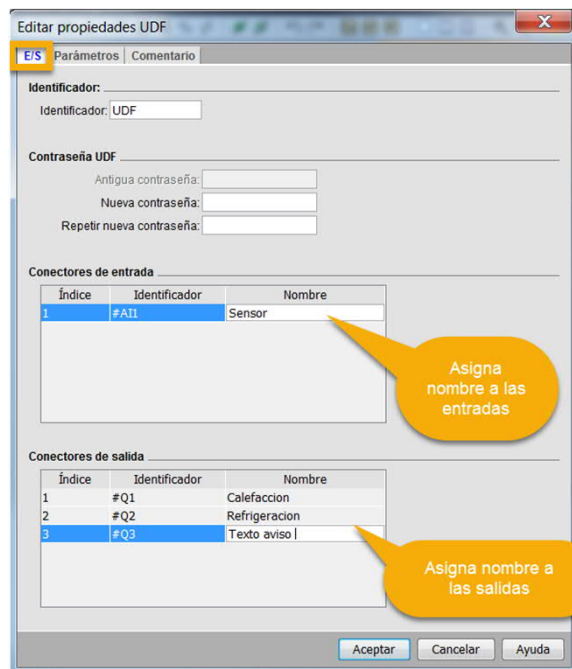 Editar propiedades UDF
E/S Parámetros Comentario
Identificador:
Identificador: UDF
Contraseña UDF
Antigua contraseña:
Nueva contraseña:
Repetir nueva contraseña:
Conectores de entrada
Índice Identificador Nombre
1 #AI1 Sensor
Asigna
nombre a las
entradas
Conectores de salida
Índice Identificador Nombre
1 #Q1 Calefaccion
2 #Q2 Refrigeracion
3 #Q3 Texto aviso
Asigna nombre a
las salidas
Aceptar Cancelar Ayuda